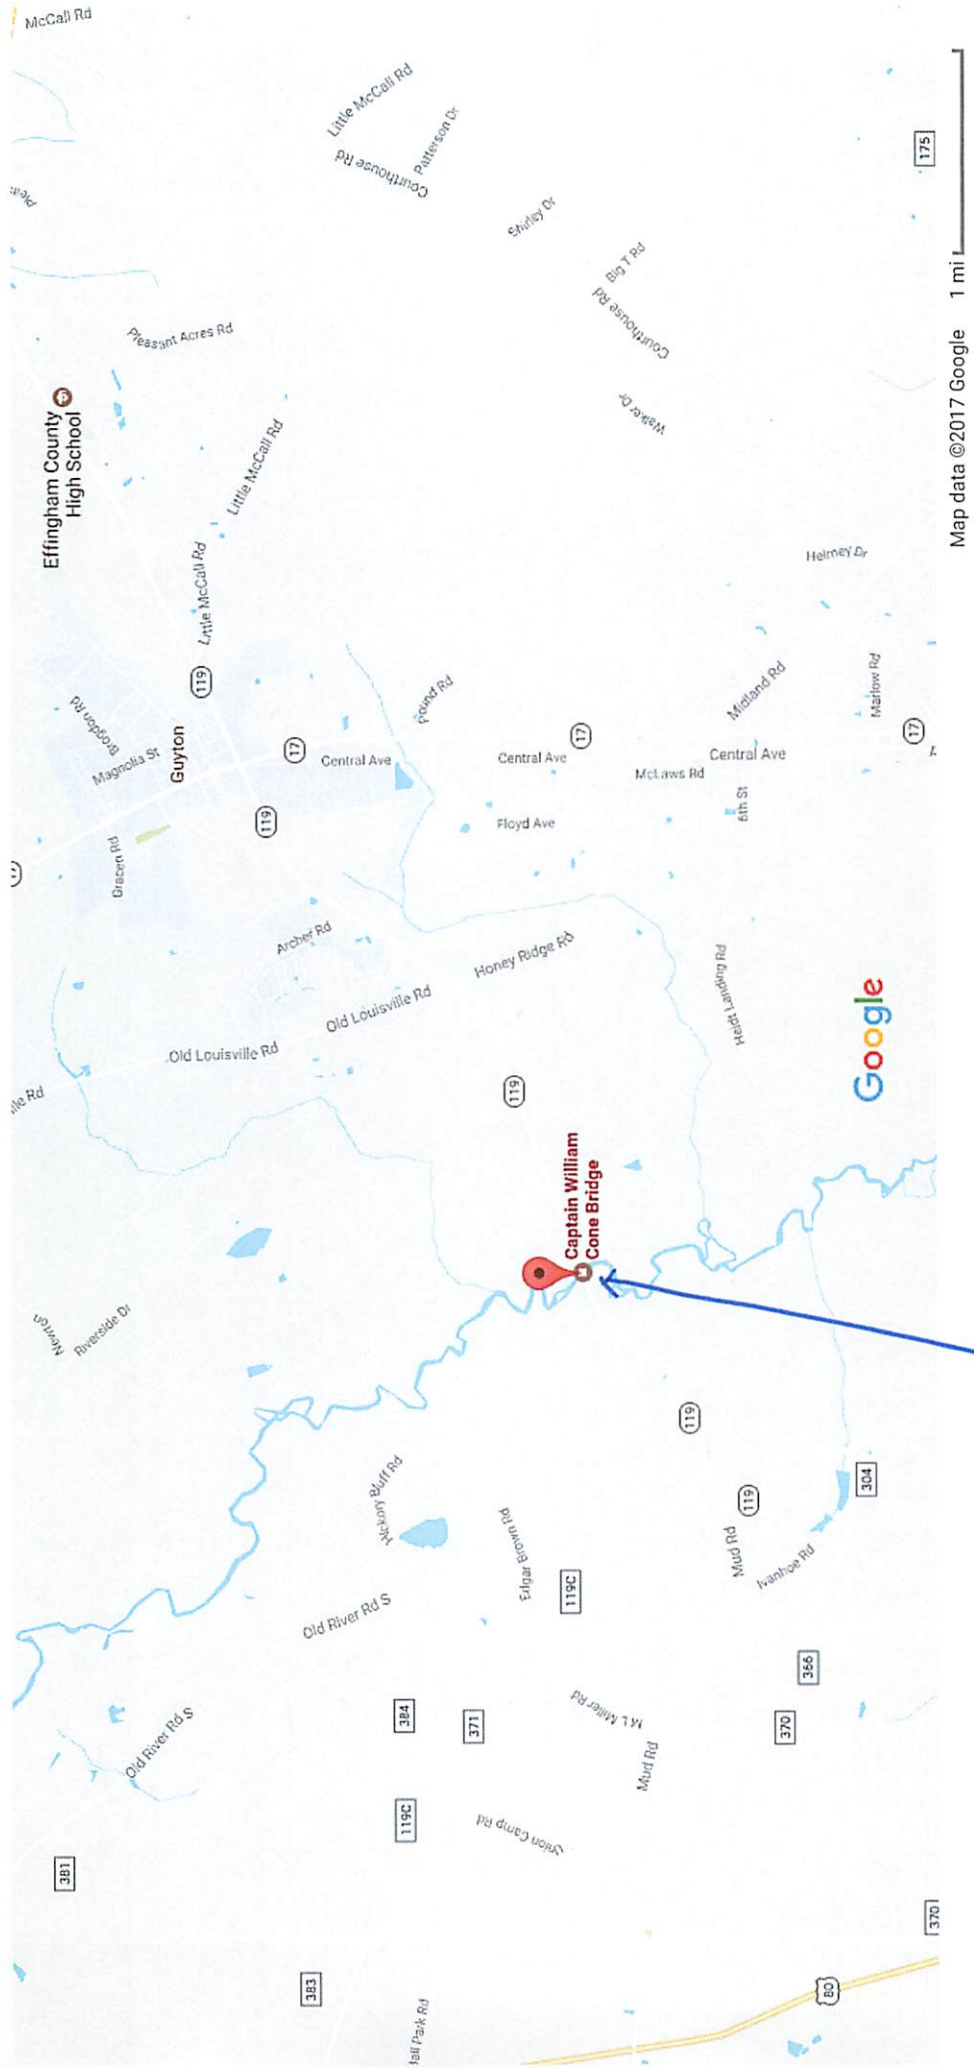 McCall Rd
381
Effingham County
High School
Newton
Riverside Dr
Old River Rd S
Gracen Rd
Brogdon Rd
Magnolia St
Guyton
Pleasant Acres Rd
Old Louisville Rd
119
Little McCall Rd
Little McCall Rd
383
Old River Rd S
Archer Rd
119
17
Old Louisville Rd
Central Ave
Little McCall Rd
Courthouse Rd
Patterson Dr
Ball Park Rd
119C
384
Hickory Buff Rd
Pound Rd
371
Union Camp Rd
Edgar Brown Rd
Honey Ridge Rd
119
Floyd Ave
Central Ave
Shirley Dr
119C
M L Miller Rd
Captain William
Cone Bridge
17
Courthouse Rd
Big T Rd
Mud Rd
McLaws Rd
Walker Dr
119
Mud Rd
119
Heidt Landing Rd
6th St
Central Ave
Midland Rd
370
366
Ivanhoe Rd
80
304
Google
Helmey Dr
Marlow Rd
370
17
175
Map data ©2017 Google 1 mi